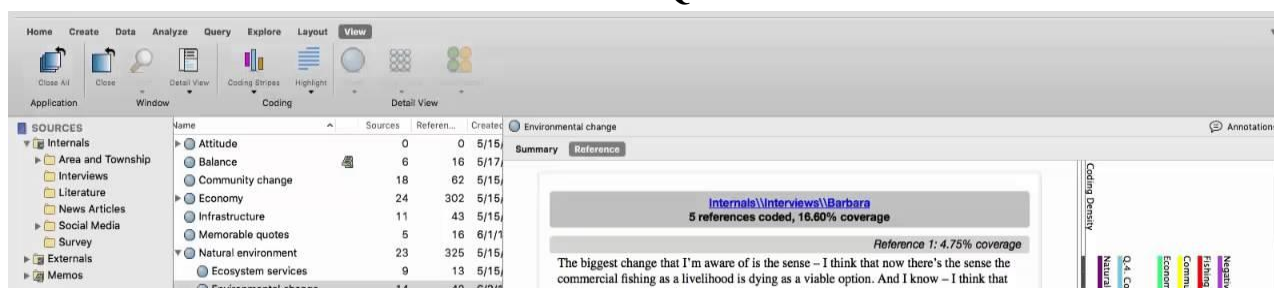 Q
Home Create Data Analyze Query Explore Layout View
Close All Close Detail View Coding Stripes Highlight
Application Window Coding Detail View
SOURCES
Internals
Area and Township
Interviews
Literature
News Articles
Social Media
Survey
Externals
Memos
Name Sources Referen... Created
Attitude 0 0 5/15/
Balance 6 16 5/17/
Community change 18 62 5/15/
Economy 24 302 5/15/
Infrastructure 11 43 5/15/
Memorable quotes 5 16 6/1/1
Natural environment 23 325 5/15/
Ecosystem services 9 13 5/15/
Environmental change
Environmental change
Annotation
Summary Reference
Internals\\Interviews\\Barbara
5 references coded, 16.60% coverage
Reference 1: 4.75% coverage
The biggest change that I'm aware of is the sense – I think that now there's the sense the
commercial fishing as a livelihood is dying as a viable option. And I know – I think that
Coding Density
Natural
Q.4. Co
Econom
Commu
Fishing
Negativ